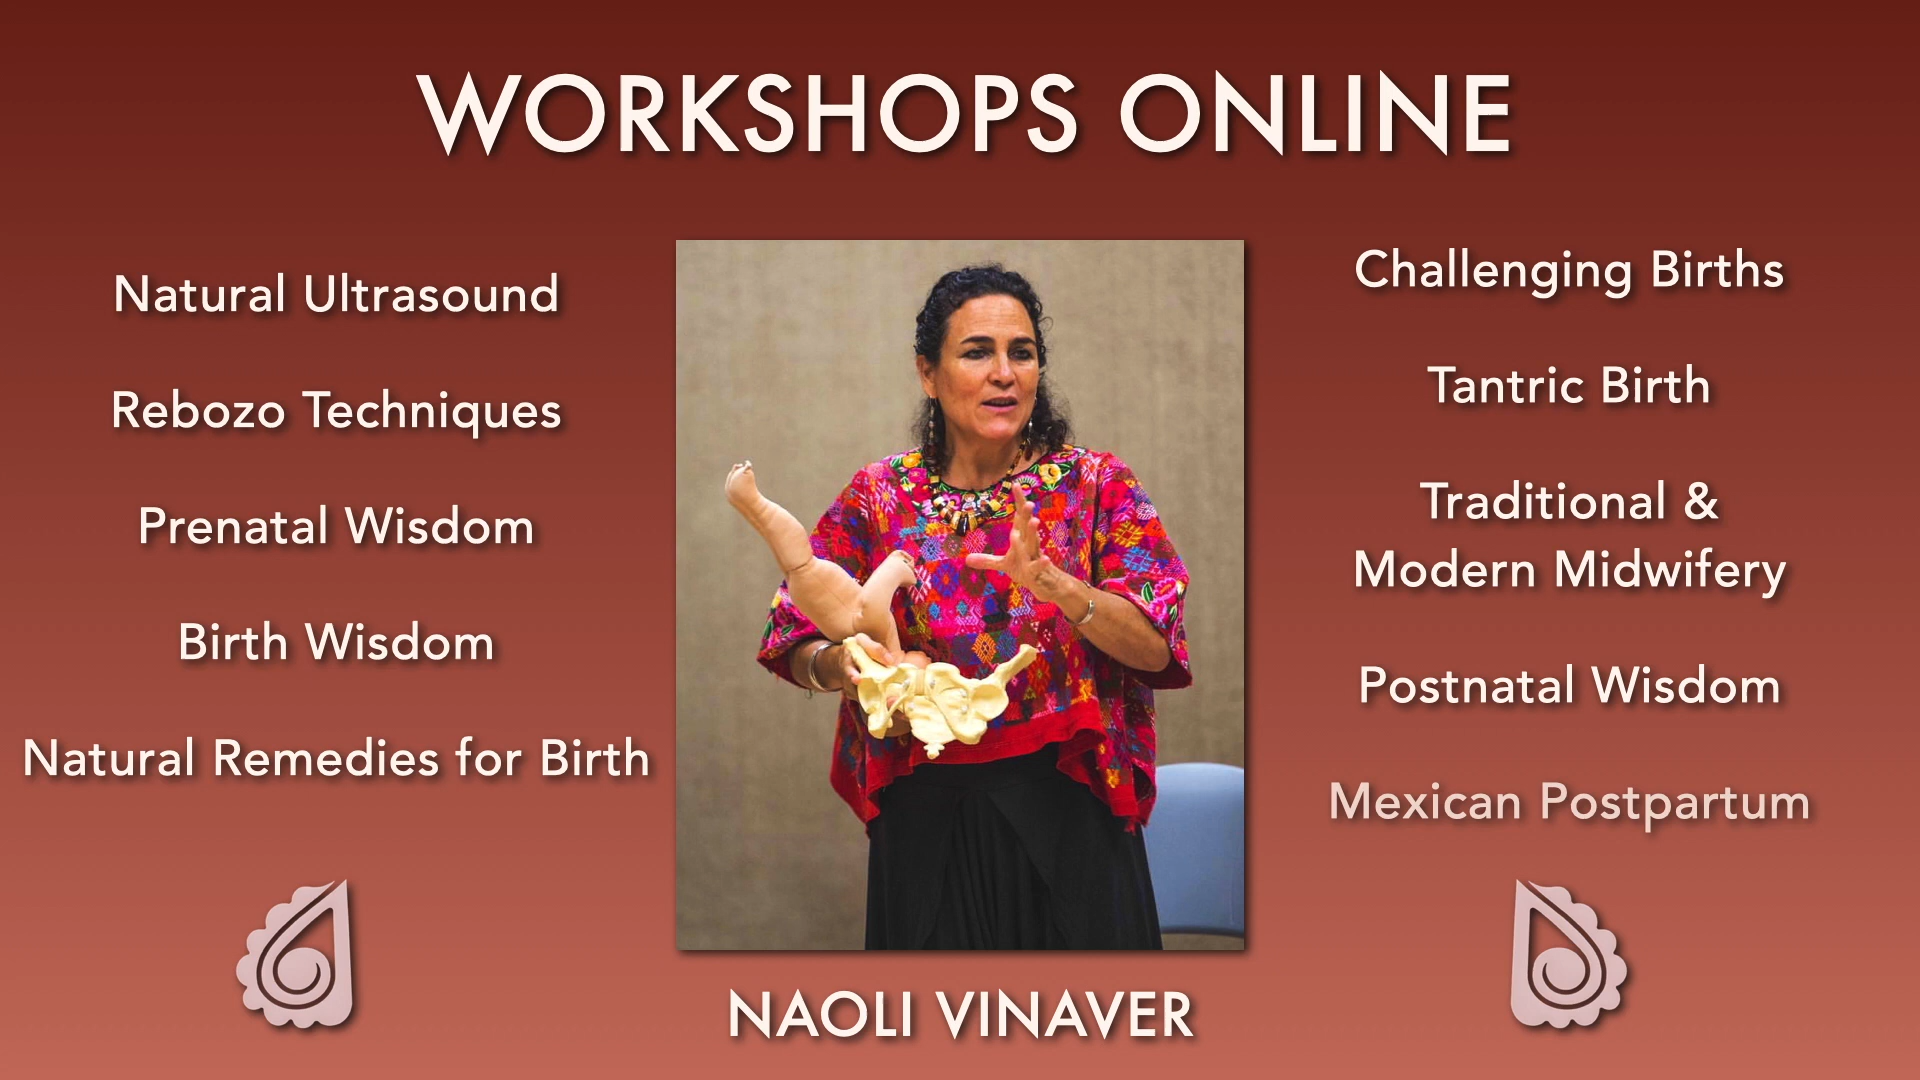 WORKSHOPS ONLINE
Natural Ultrasound
Rebozo Techniques
Prenatal Wisdom
Birth Wisdom
Natural Remedies for Birth
Challenging Births
Tantric Birth
Traditional &
Modern Midwifery
Postnatal Wisdom
Mexican Postpartum
NAOLI VINAVER